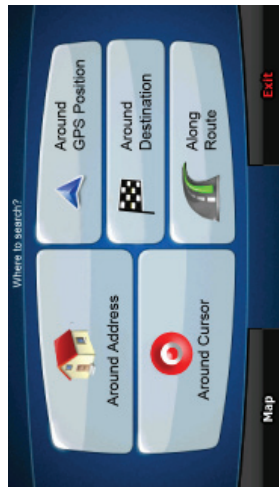 Where to search?
Around Address
Around Cursor
Around
GPS Position
Around
Destination
Along
Route
Map
Exit